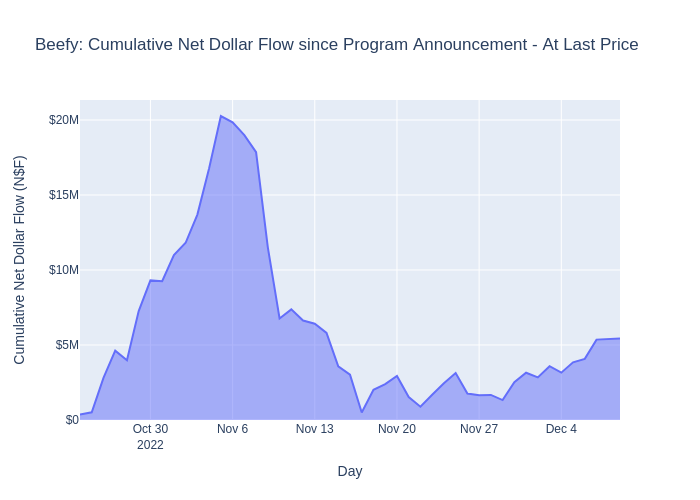 Beefy: Cumulative Net Dollar Flow since Program Announcement - At Last Price
Cumulative Net Dollar Flow (N$F)
$20M
$15M
$10M
$5M
$0
Oct 30
2022
Nov 6
Nov 13
Nov 20
Nov 27
Dec 4
Day